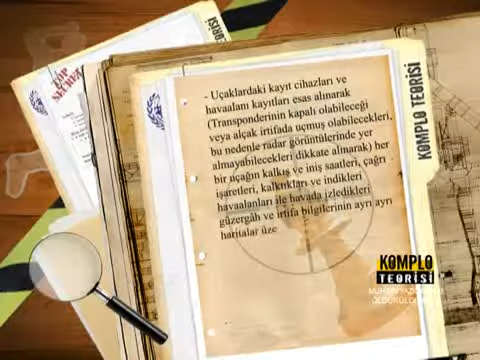 - Uçaklardaki kayıt cihazları ve
havaalanı kayıtları esas alınarak
(Transponderinin kapalı olabileceği
veya alçak irtifada uçmuş olabilecekleri,
bu nedenle radar görüntülerinde yer
almayabilecekleri dikkate alınarak) her
bir uçağın kalkış ve iniş saatleri, çağrı
işaretleri, kalktıkları ve indikleri
havaalanları ile havada izledikleri
güzergâh ve irtifa bilgilerinin ayrı ayrı
haritalar üze
KOMPLO TEORİSİ
KOMPLO
TEORİSİ